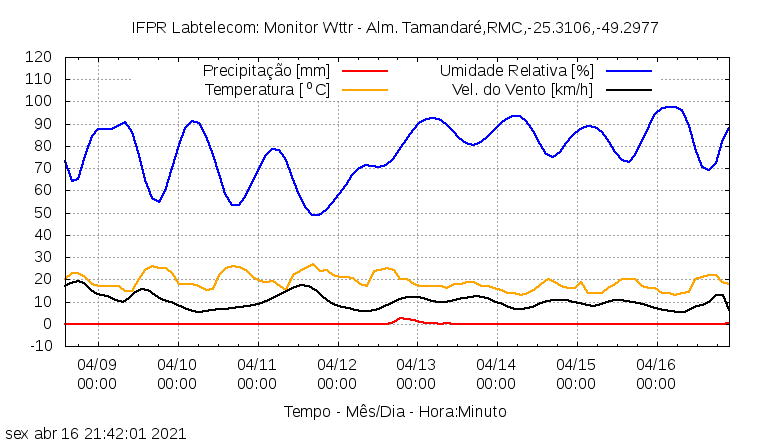 IFPR Labtelecom: Monitor Wttr - Alm. Tamandaré,RMC,-25.3106,-49.2977
Precipitação [mm]
Temperatura [ ⁰C]
Umidade Relativa [%]
Vel. do Vento [km/h]
120
110
100
90
80
70
60
50
40
30
20
10
0
-10
04/09 04/10 04/11 04/12 04/13 04/14 04/15 04/16
00:00 00:00 00:00 00:00 00:00 00:00 00:00 00:00
Tempo - Mês/Dia - Hora:Minuto
sex abr 16 21:42:01 2021